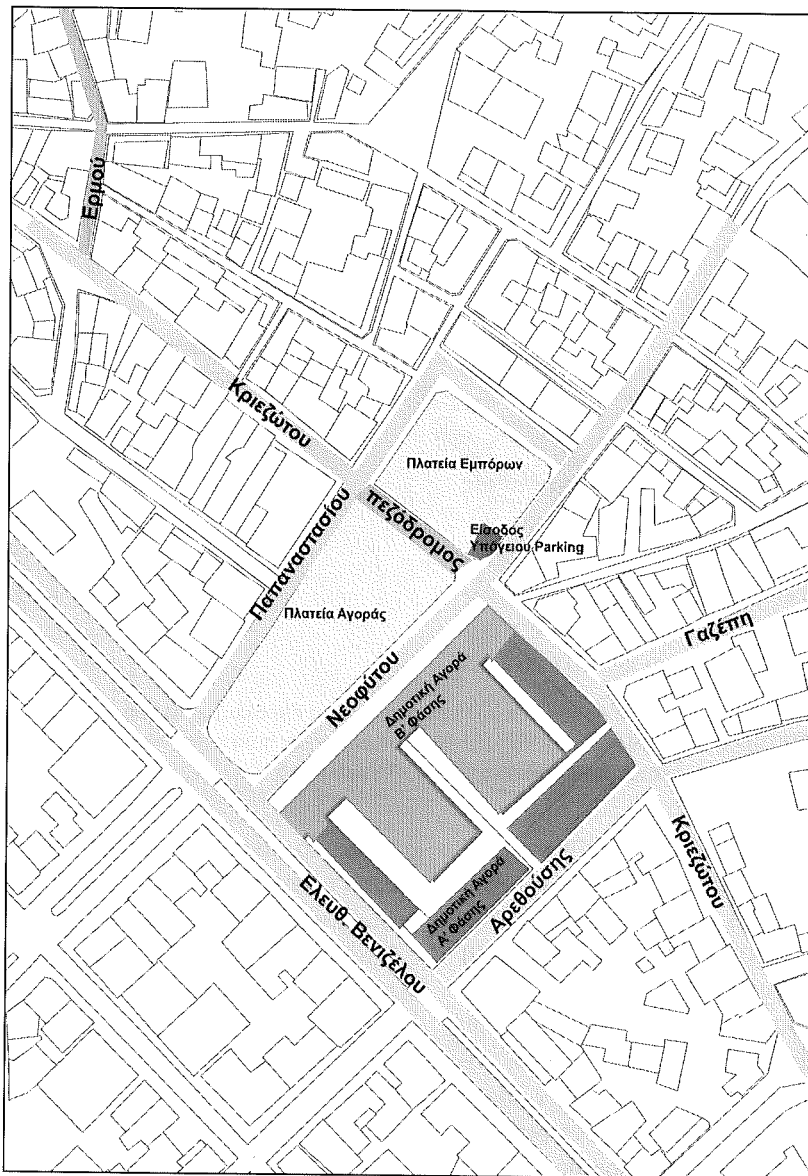 Ερμού
Κριεζώτου
Πλατεία Εμπόρων
πεζόδρομος
Είσοδος
Υπόγειου Parking
Παπαναστασίου
Πλατεία Αγοράς
Νεοφύτου
Γαζέπη
Δημοτική Αγορά
Β' Φάσης
Κριεζώτου
Δημοτική Αγορά
Α' Φάσης
Αρεθούσης
Ελευθ. Βενιζέλου